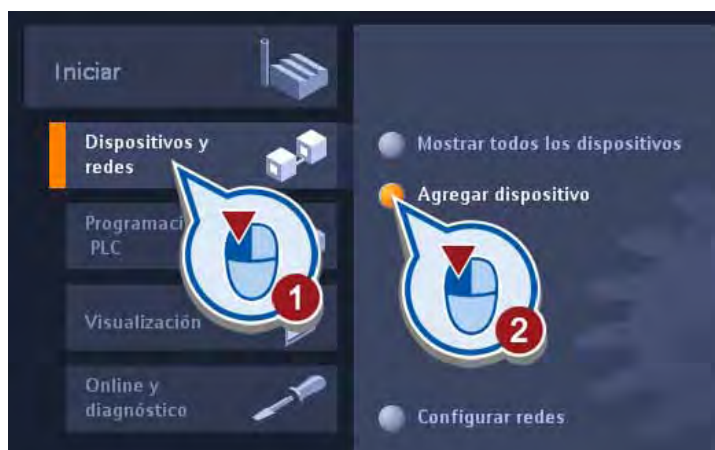 Iniciar
Dispositivos y
redes
Programaci
PLC
Visualización
Online y
diagnóstico
1
Mostrar todos los dispositivos
Agregar dispositivo
2
Configurar redes